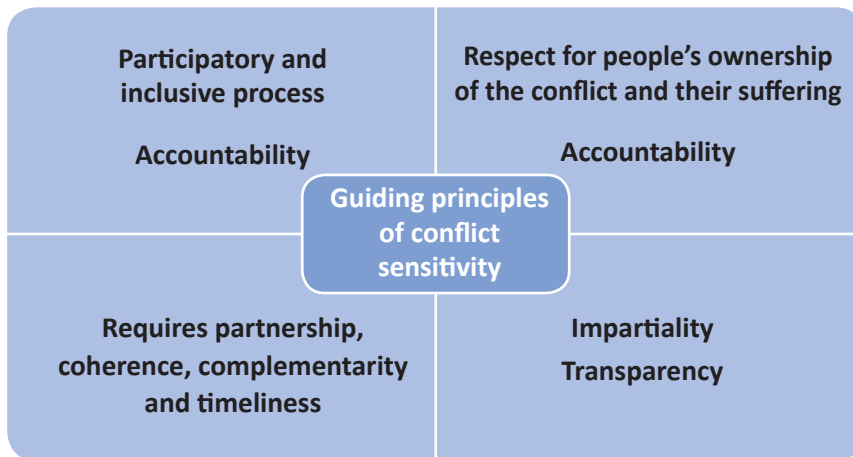 Participatory and
inclusive process
Accountability
Respect for people’s ownership
of the conflict and their suffering
Accountability
Guiding principles
of conflict
sensitivity
Requires partnership,
coherence, complementarity
and timeliness
Impartiality
Transparency